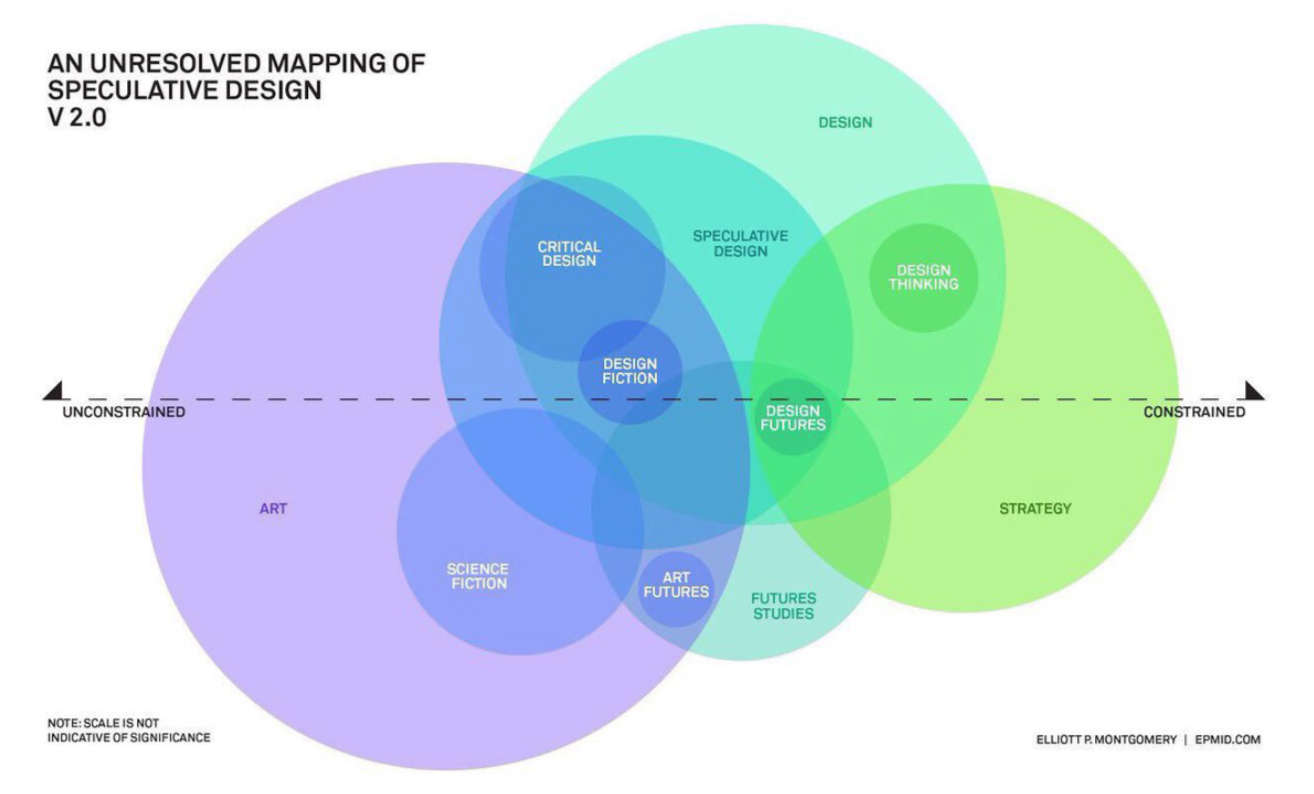 AN UNRESOLVED MAPPING OF
SPECULATIVE DESIGN
V 2.0
DESIGN
CRITICAL
DESIGN
SPECULATIVE
DESIGN
DESIGN
THINKING
DESIGN
FICTION
UNCONSTRAINED
DESIGN
FUTURES
CONSTRAINED
ART
STRATEGY
SCIENCE
FICTION
ART
FUTURES
FUTURES
STUDIES
NOTE: SCALE IS NOT
INDICATIVE OF SIGNIFICANCE
ELLIOTT P. MONTGOMERY | EPMID.COM